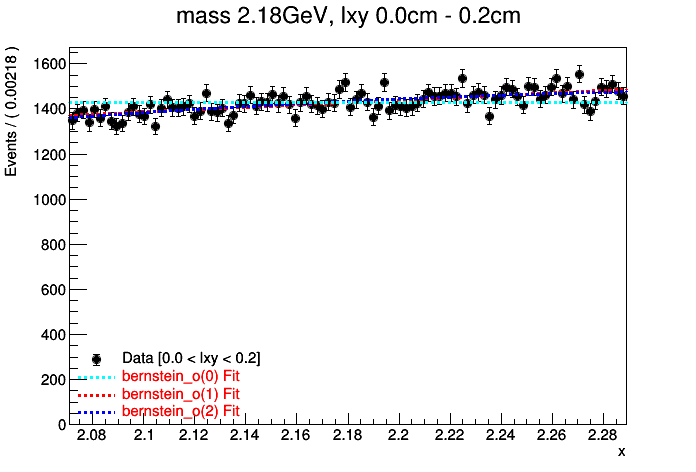 mass 2.18GeV, lxy 0.0cm - 0.2cm
Events / ( 0.00218 )
1600
1400
1200
1000
800
600
400
200
0
Data [0.0 < lxy < 0.2]
bernstein_o(0) Fit
bernstein_o(1) Fit
bernstein_o(2) Fit
2.08 2.1 2.12 2.14 2.16 2.18 2.2 2.22 2.24 2.26 2.28
x